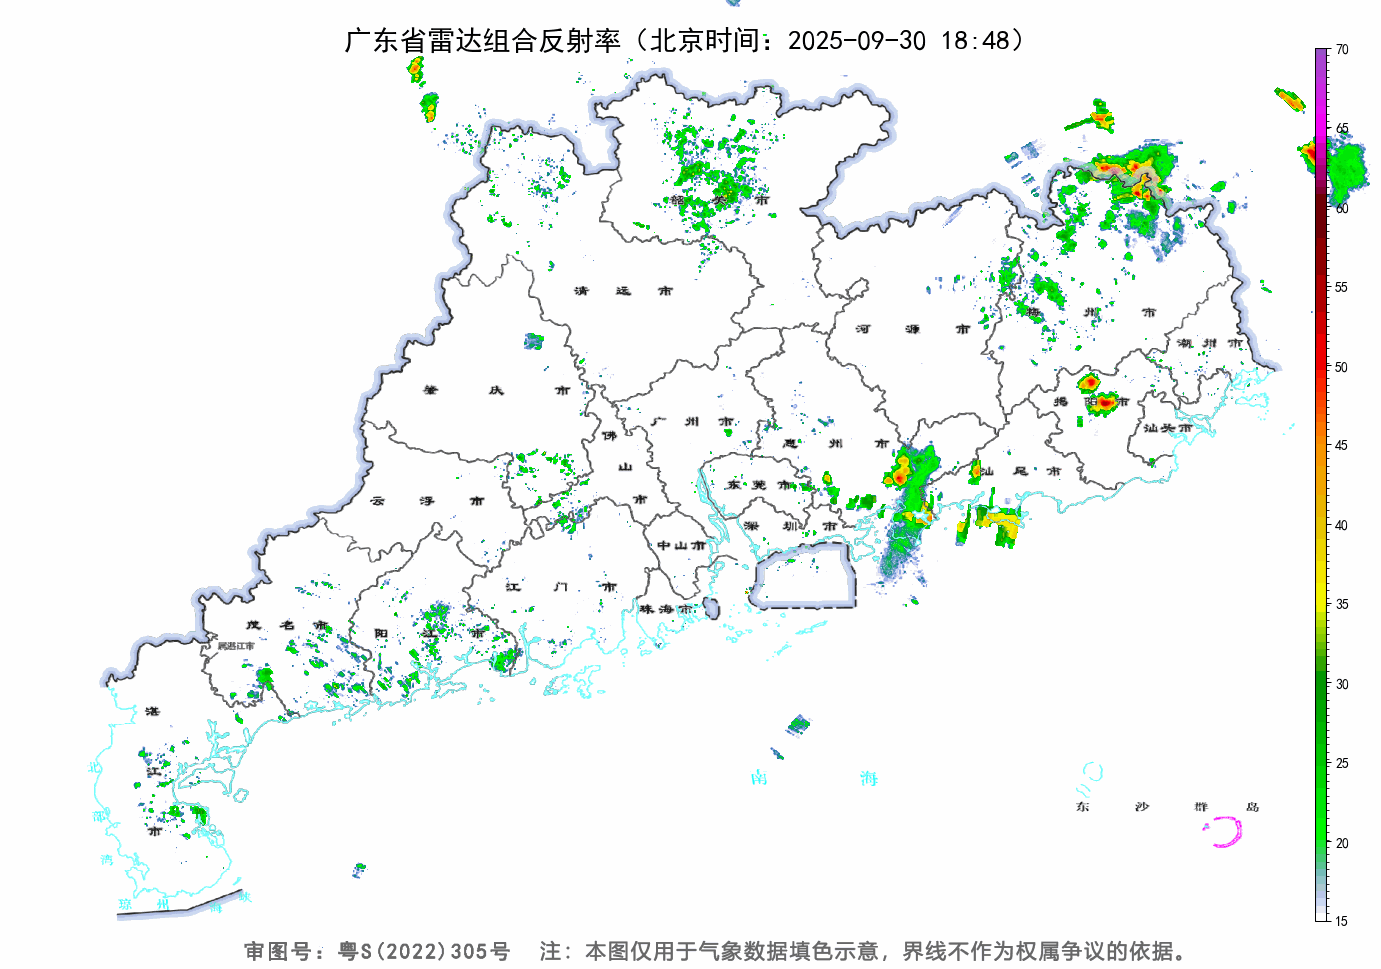 广东省雷达组合反射率（北京时间：2025-09-30 18:48）
70
65
60
55
50
45
40
35
30
25
20
15
韶 关 市
清 远 市
河 源 市
梅 州 市
潮 州 市
肇 庆 市
广 州 市
惠 州 市
揭 阳 市
汕头市
佛
山
市
云 浮 市
东 莞 市
汕 尾 市
深 圳 市
中山市
江 门 市
珠海市
茂 名 市
属湛江市
阳 江 市
湛
江
市
北
部
湾
琼 州 海 峡
南 海
东 沙 群 岛
审图号：粤S(2022)305号 注：本图仅用于气象数据填色示意，界线不作为权属争议的依据。